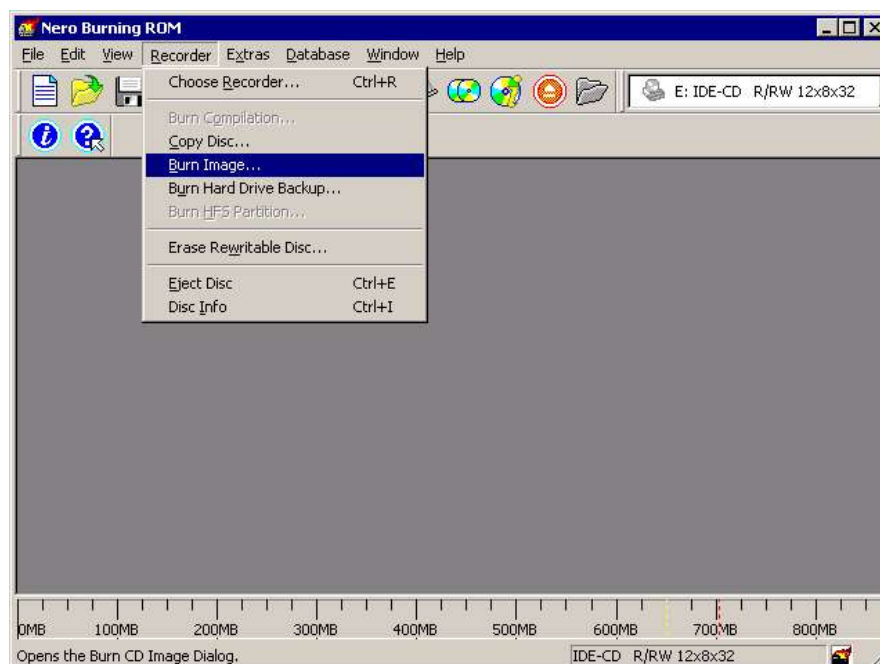 Nero Burning ROM
File Edit View Recorder Extras Database Window Help
Choose Recorder... Ctrl+R
E: IDE-CD R/RW 12x8x32
Burn Compilation...
Copy Disc...
Burn Image...
Burn Hard Drive Backup...
Burn HFS Partition...
Erase Rewritable Disc...
Eject Disc Ctrl+E
Disc Info Ctrl+I
0MB 100MB 200MB 300MB 400MB 500MB 600MB 700MB 800MB
Opens the Burn CD Image Dialog. IDE-CD R/RW 12x8x32